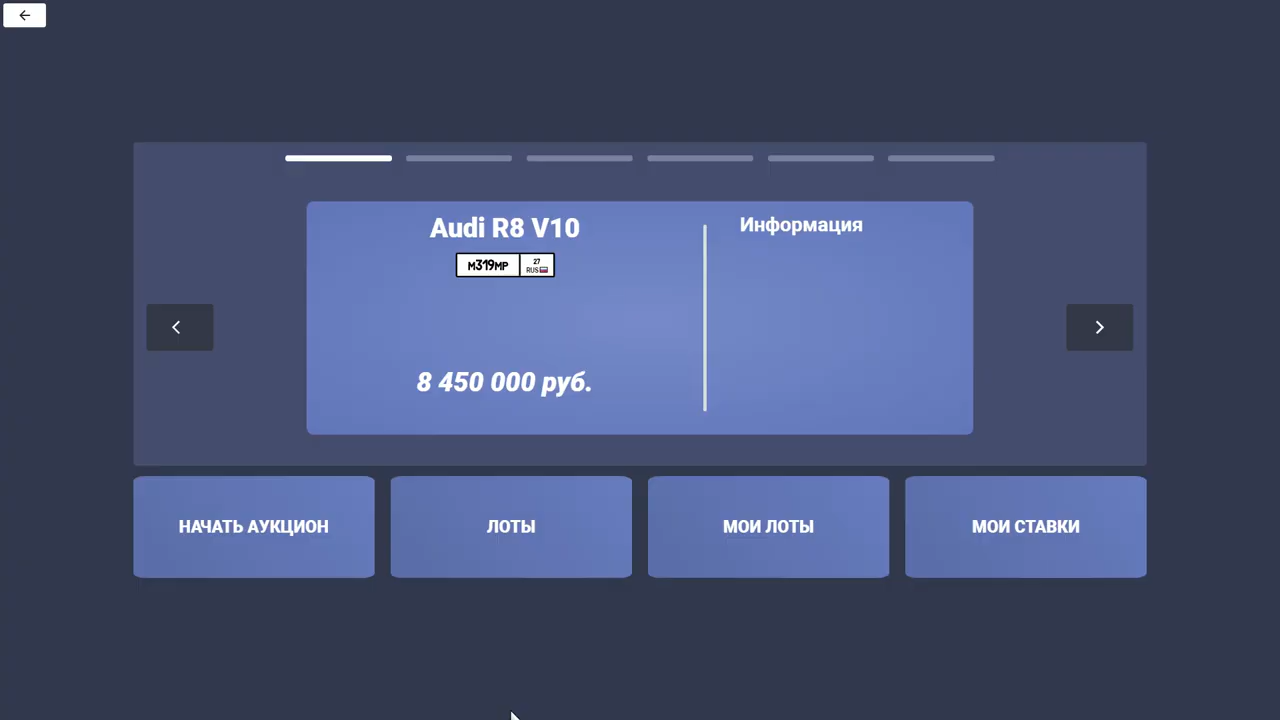 Audi R8 V10
Информация
м319мр 27
RUS
8 450 000 руб.
НАЧАТЬ АУКЦИОН
ЛОТЫ
МОИ ЛОТЫ
МОИ СТАВКИ